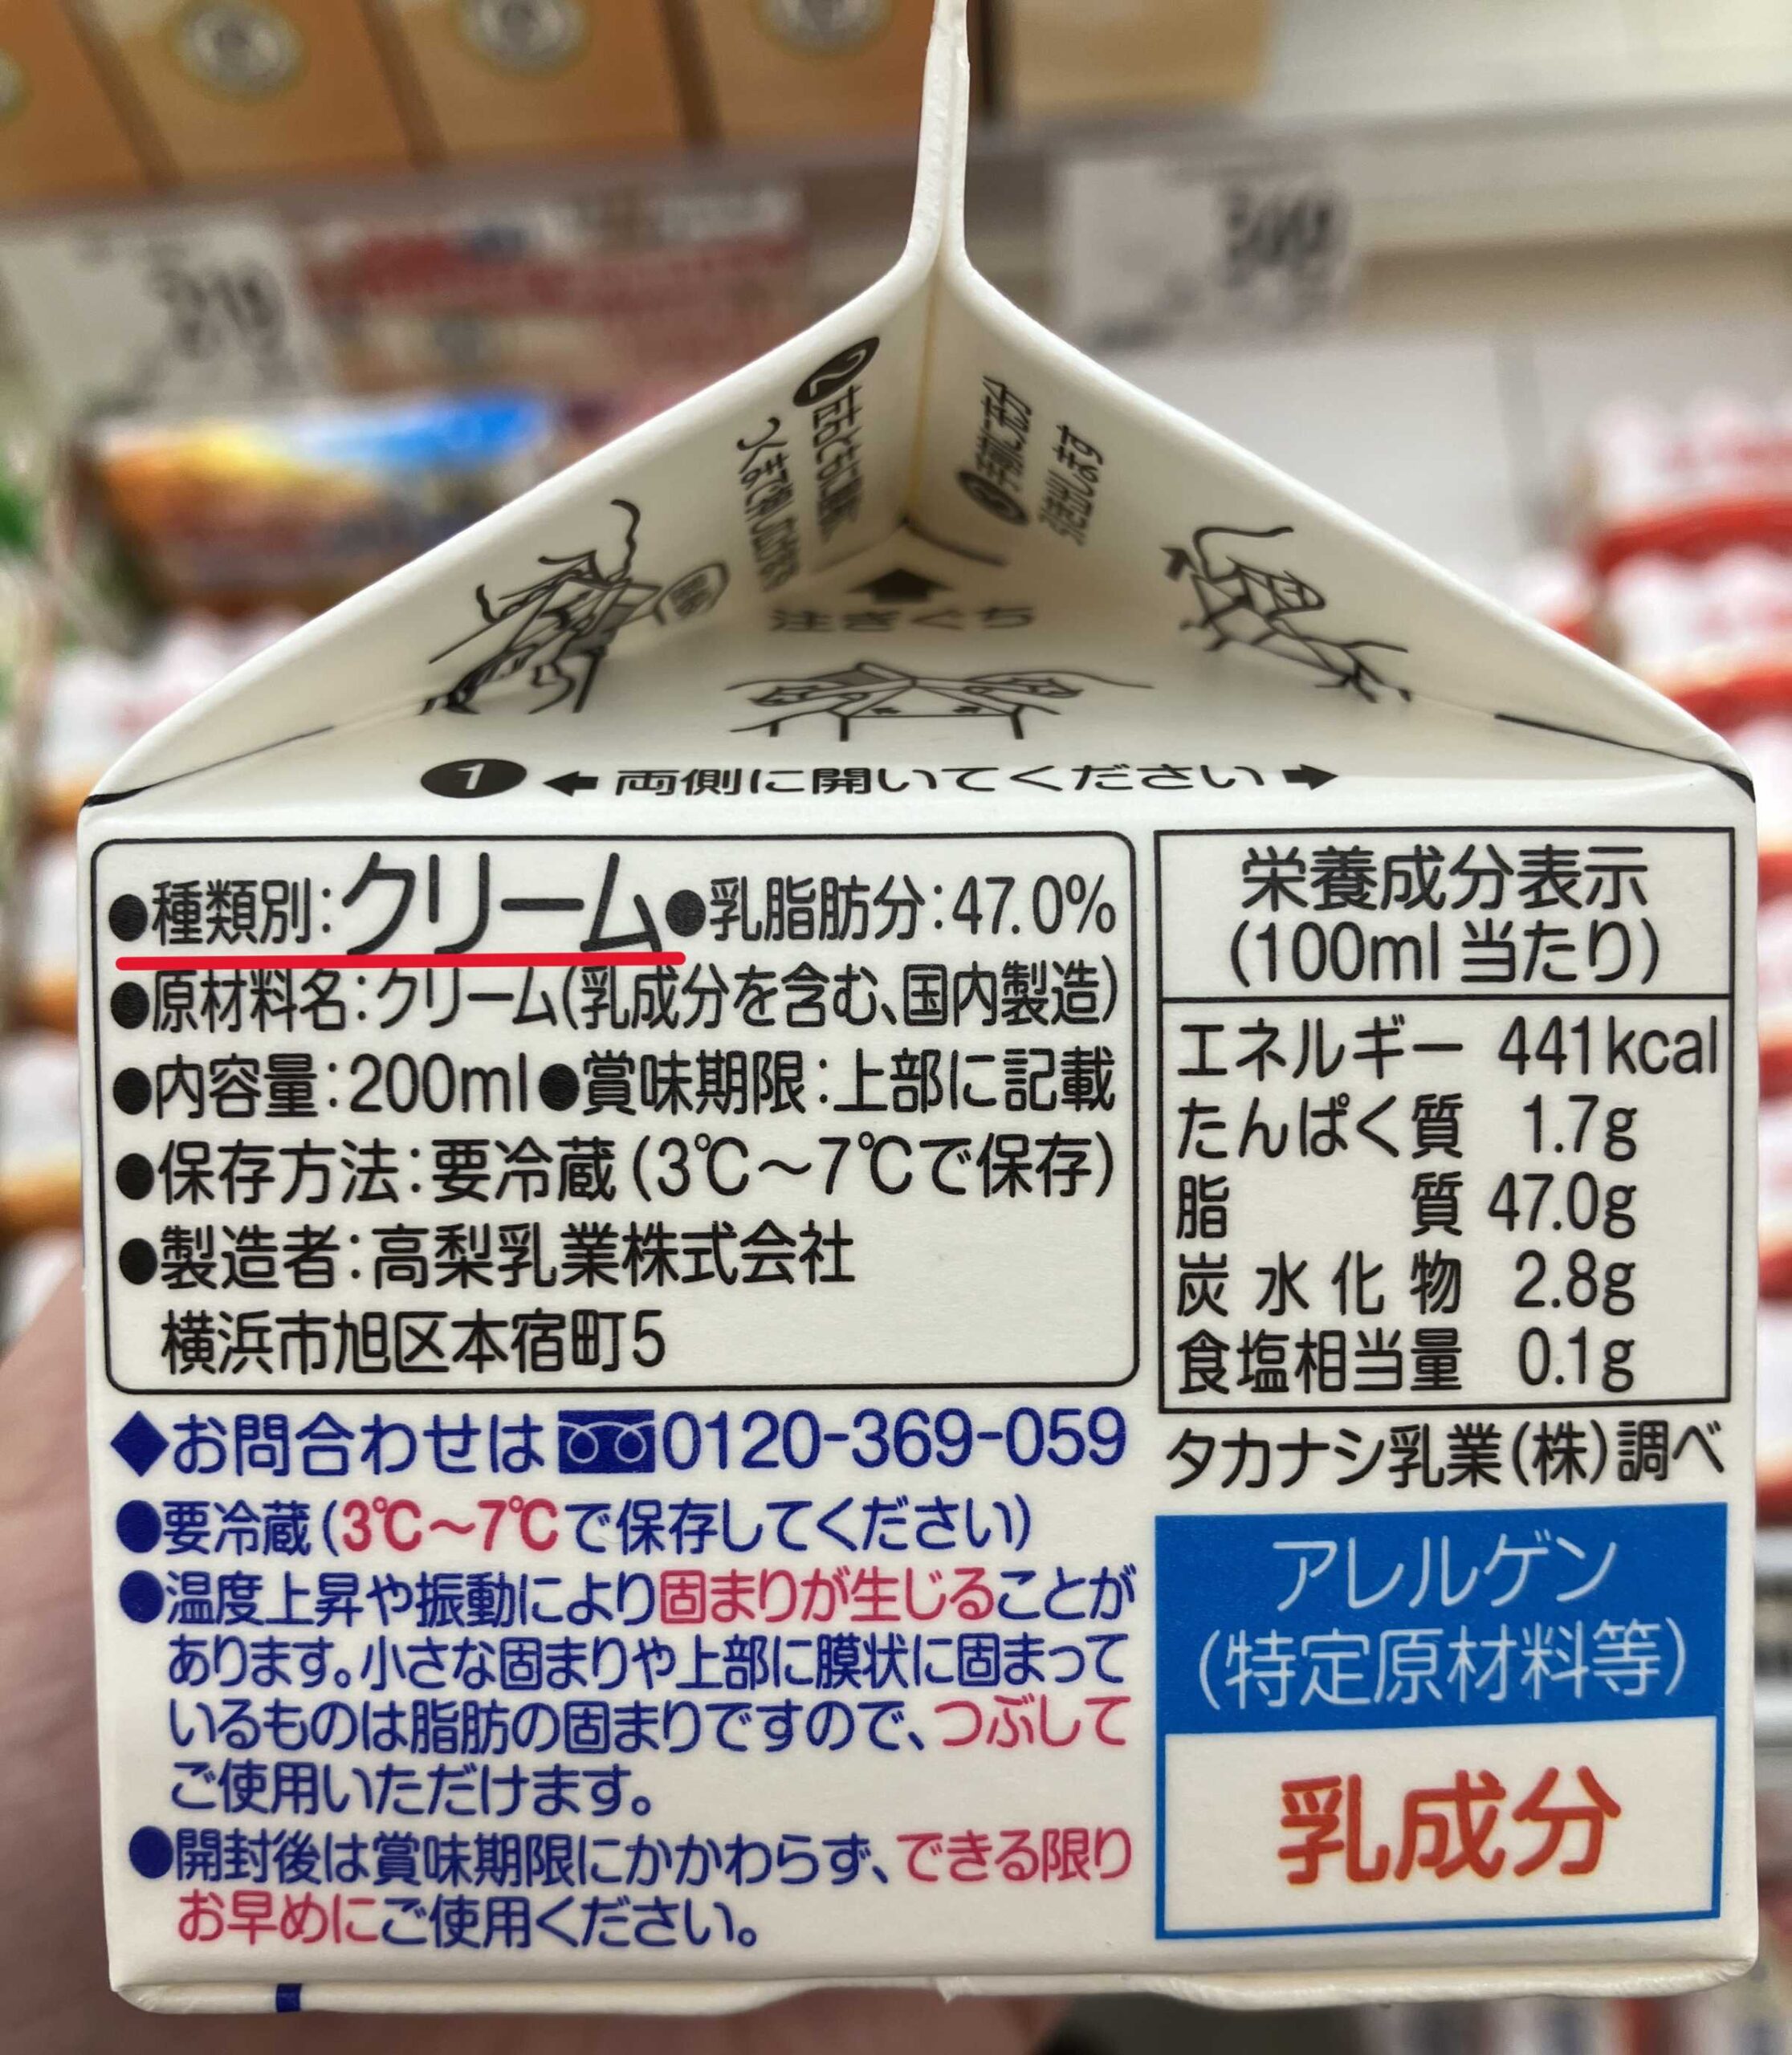 注ぎぐち
1 ← 両側に開いてください →
●種類別:クリーム●乳脂肪分:47.0%
●原材料名:クリーム(乳成分を含む、国内製造)
●内容量:200ml●賞味期限:上部に記載
●保存方法:要冷蔵(3℃～7℃で保存)
●製造者:高梨乳業株式会社
横浜市旭区本宿町5
◆お問合わせは 0120-369-059
●要冷蔵(3℃～7℃で保存してください)
●温度上昇や振動により固まりが生じることが
あります。小さな固まりや上部に膜状に固まって
いるものは脂肪の固まりですので、つぶして
ご使用いただけます。
●開封後は賞味期限にかかわらず、できる限り
お早めにご使用ください。
栄養成分表示
(100ml当たり)
エネルギー 441kcal
たんぱく質 1.7g
脂質 47.0g
炭水化物 2.8g
食塩相当量 0.1g
タカナシ乳業(株)調べ
アレルゲン
(特定原材料等)
乳成分